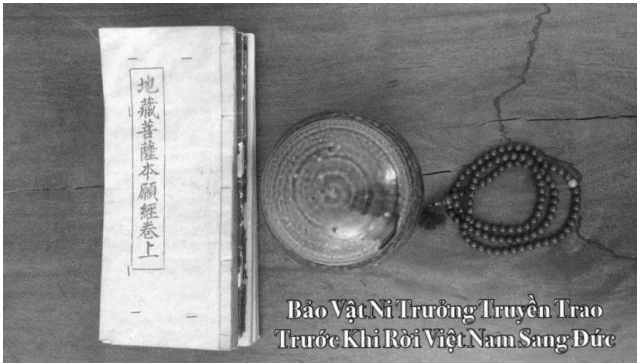 地藏菩薩本願經卷上
Bảo Vật Ni Trưởng Truyền Trao
Trước Khi Rời Việt Nam Sang Đức